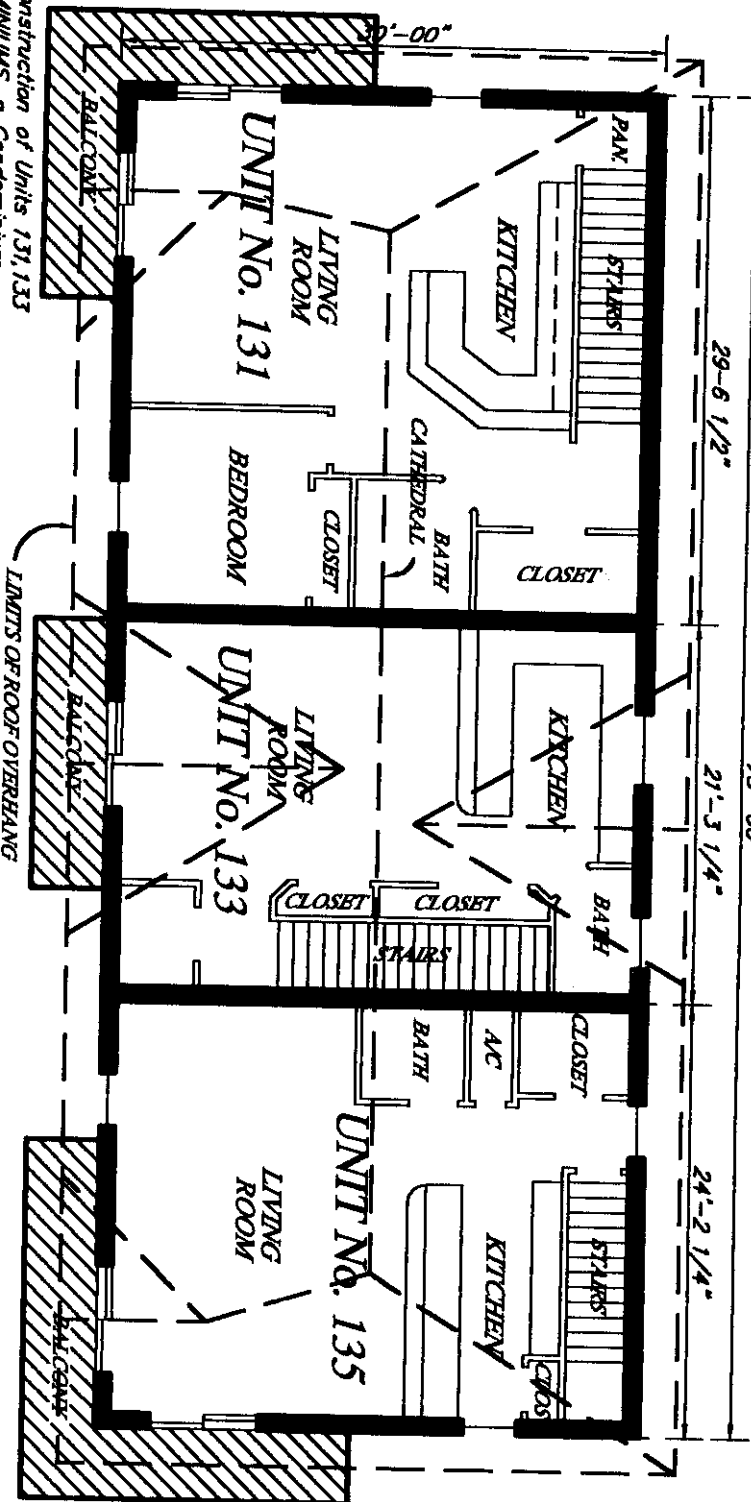 30'-00"
29-6 1/2"
21'-3 1/4"
24'-2 1/4"
PAN.
STAIRS
KITCHEN
LIVING
ROOM
UNIT No. 131
BALCONY
CATHEDRAL
BATH
CLOSET
CLOSET
BEDROOM
KITCHEN
BATH
LIVING
ROOM
UNIT No. 133
CLOSET
CLOSET
STAIRS
BALCONY
LIMITS OF ROOF OVERHANG
CLOSET
A/C
BATH
STAIRS
KITCHEN
CLOS
UNIT No. 135
LIVING
ROOM
BALCONY
nstruction of Units 131,133